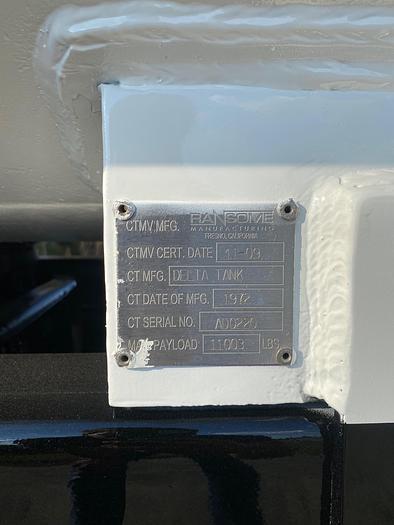 CTMV MFG. RANSOME
MANUFACTURING
FRESNO, CALIFORNIA
CTMV CERT. DATE 11-09
CT MFG. DELTA TANK
CT DATE OF MFG. 1972
CT SERIAL NO. AD0220
MAX PAYLOAD 11003 LBS